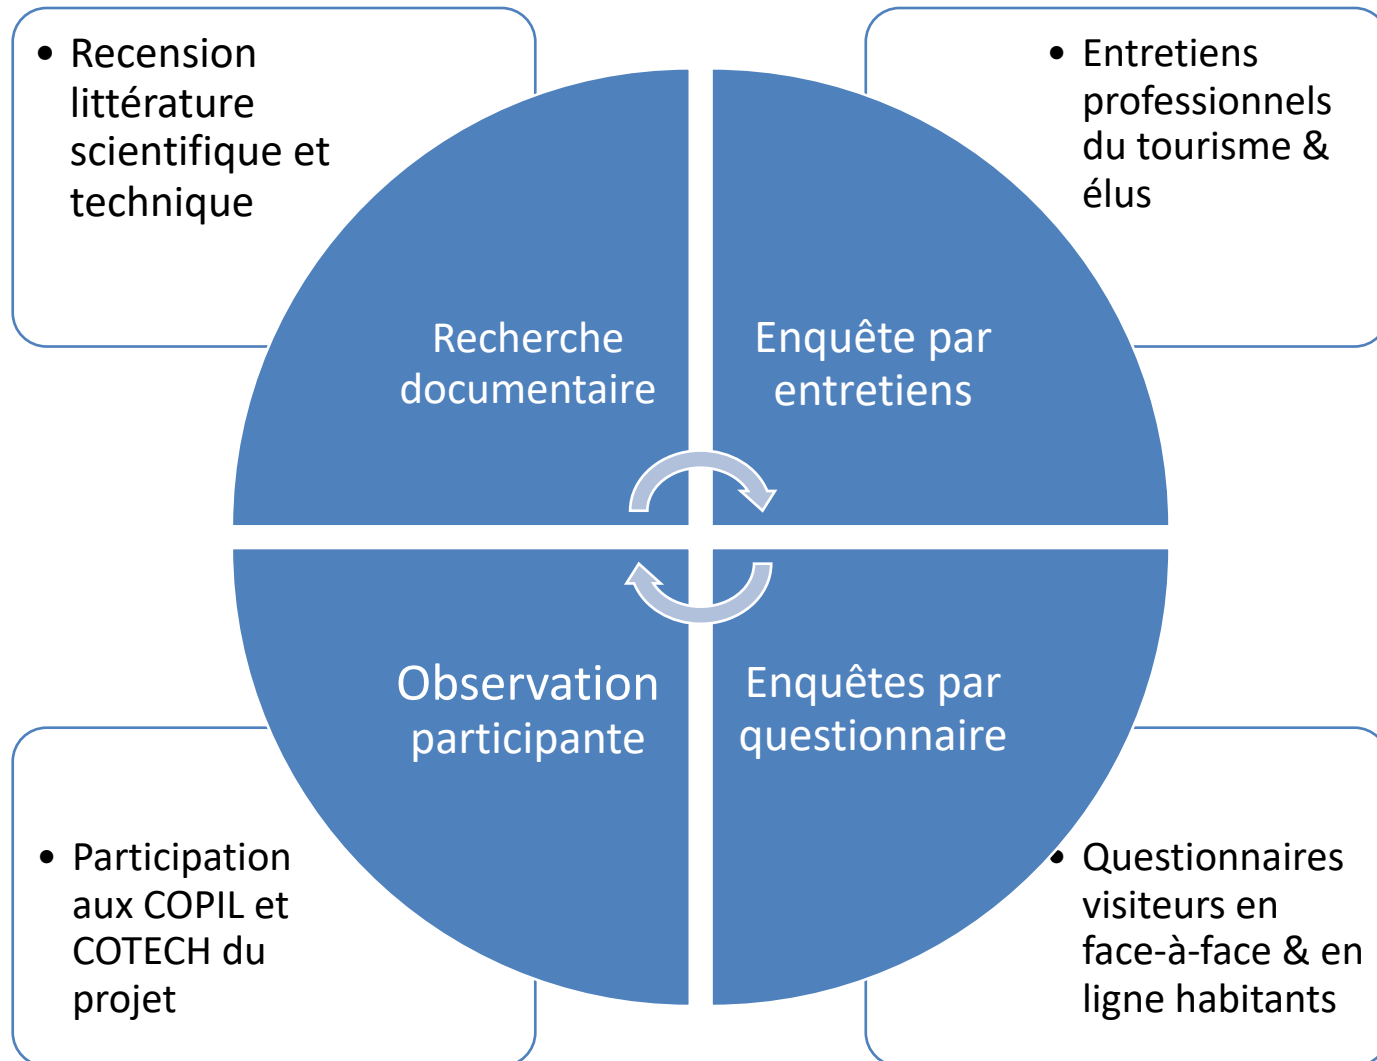 • Recension
littérature
scientifique et
technique
• Entretiens
professionnels
du tourisme &
élus
Recherche
documentaire
Enquête par
entretiens
Observation
participante
Enquêtes par
questionnaire
• Participation
aux COPIL et
COTECH du
projet
• Questionnaires
visiteurs en
face-à-face & en
ligne habitants